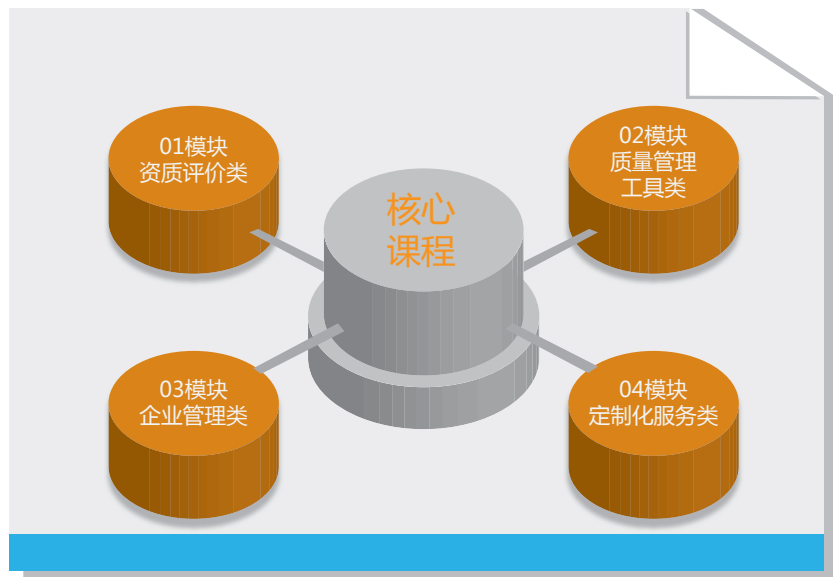 01模块
资质评价类
02模块
质量管理
工具类
核心
课程
03模块
企业管理类
04模块
定制化服务类